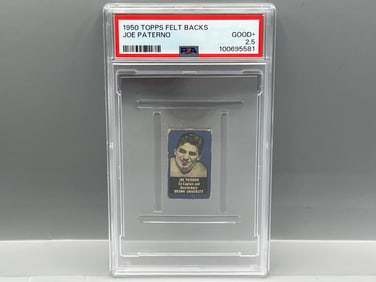 1950 TOPPS FELT BACKS
JOE PATERNO
GOOD+
2.5
PSA
100695581
JOE PATERNO
Co-Captain and
Quarterback
BROWN UNIVERSITY